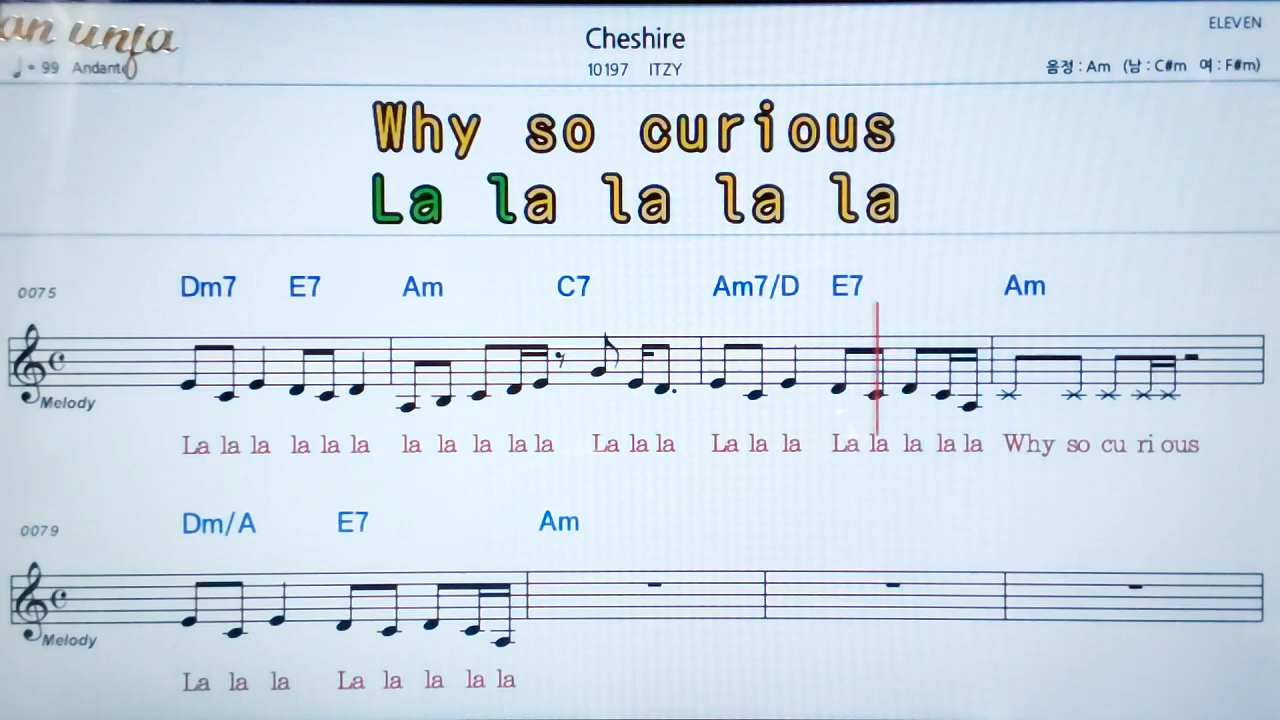 an unja
♩ = 99 Andante
Cheshire
10197 ITZY
ELEVEN
음정 : Am (남 : C#m 여 : F#m)
Why so curious
La la la la la
0075
Dm7 E7 Am C7 Am7/D E7 Am
Melody
La la la la la la la la la la la La la la La la la La la la la la Why so cu ri ous
0079
Dm/A E7 Am
Melody
La la la La la la la la